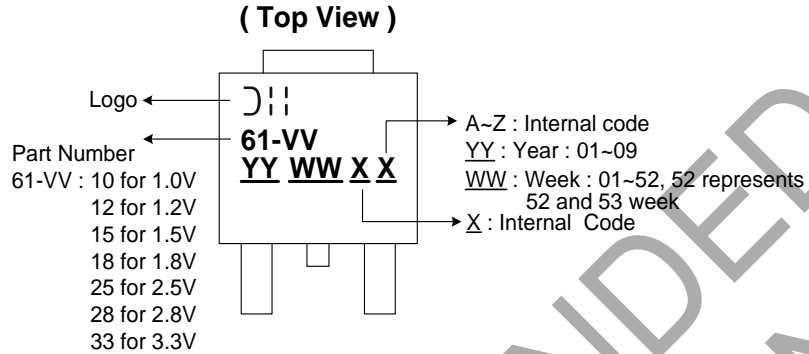 ( Top View )
Logo
61-VV
YY WW X X
Part Number
61-VV : 10 for 1.0V
12 for 1.2V
15 for 1.5V
18 for 1.8V
25 for 2.5V
28 for 2.8V
33 for 3.3V
A~Z : Internal code
YY : Year : 01~09
WW : Week : 01~52, 52 represents
52 and 53 week
X : Internal Code